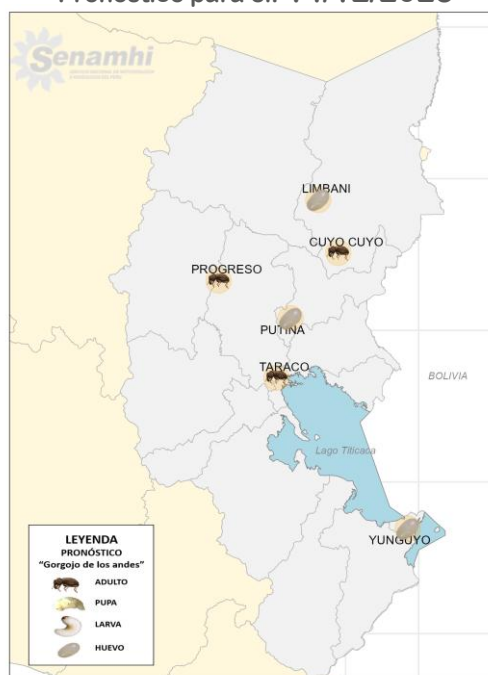 Senamhi
LIMBANI
CUYO CUYO
PROGRESO
PUTINA
TARACO
BOLIVIA
Lago Titicaca
YUNGUYO
LEYENDA
PRONÓSTICO
"Gorgojo de los andes"
ADULTO
PUPA
LARVA
HUEVO